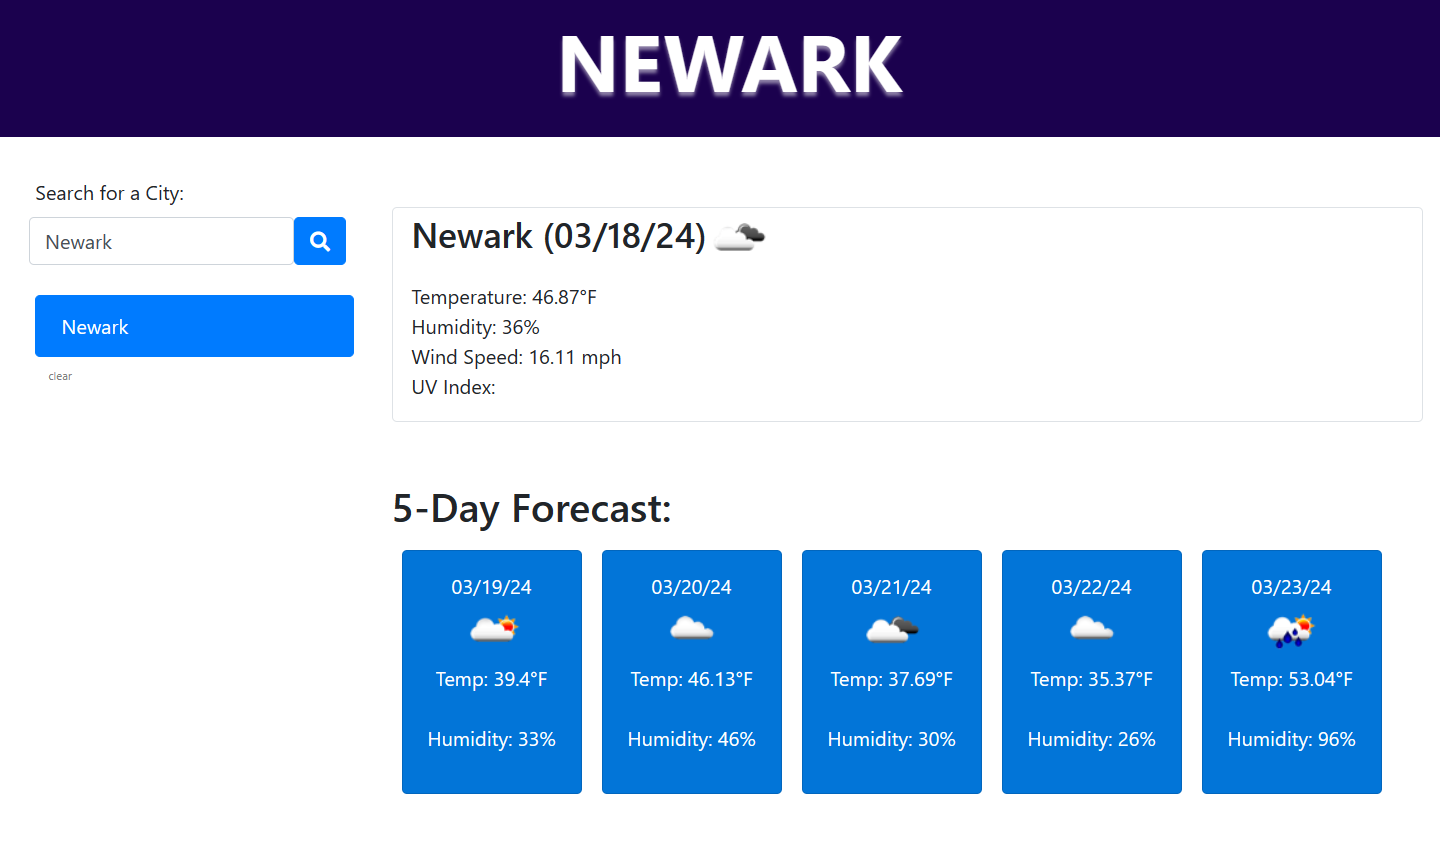 NEWARK
Search for a City:
Newark
Newark
clear
Newark (03/18/24)
Temperature: 46.87°F
Humidity: 36%
Wind Speed: 16.11 mph
UV Index:
5-Day Forecast:
03/19/24
Temp: 39.4°F
Humidity: 33%
03/20/24
Temp: 46.13°F
Humidity: 46%
03/21/24
Temp: 37.69°F
Humidity: 30%
03/22/24
Temp: 35.37°F
Humidity: 26%
03/23/24
Temp: 53.04°F
Humidity: 96%